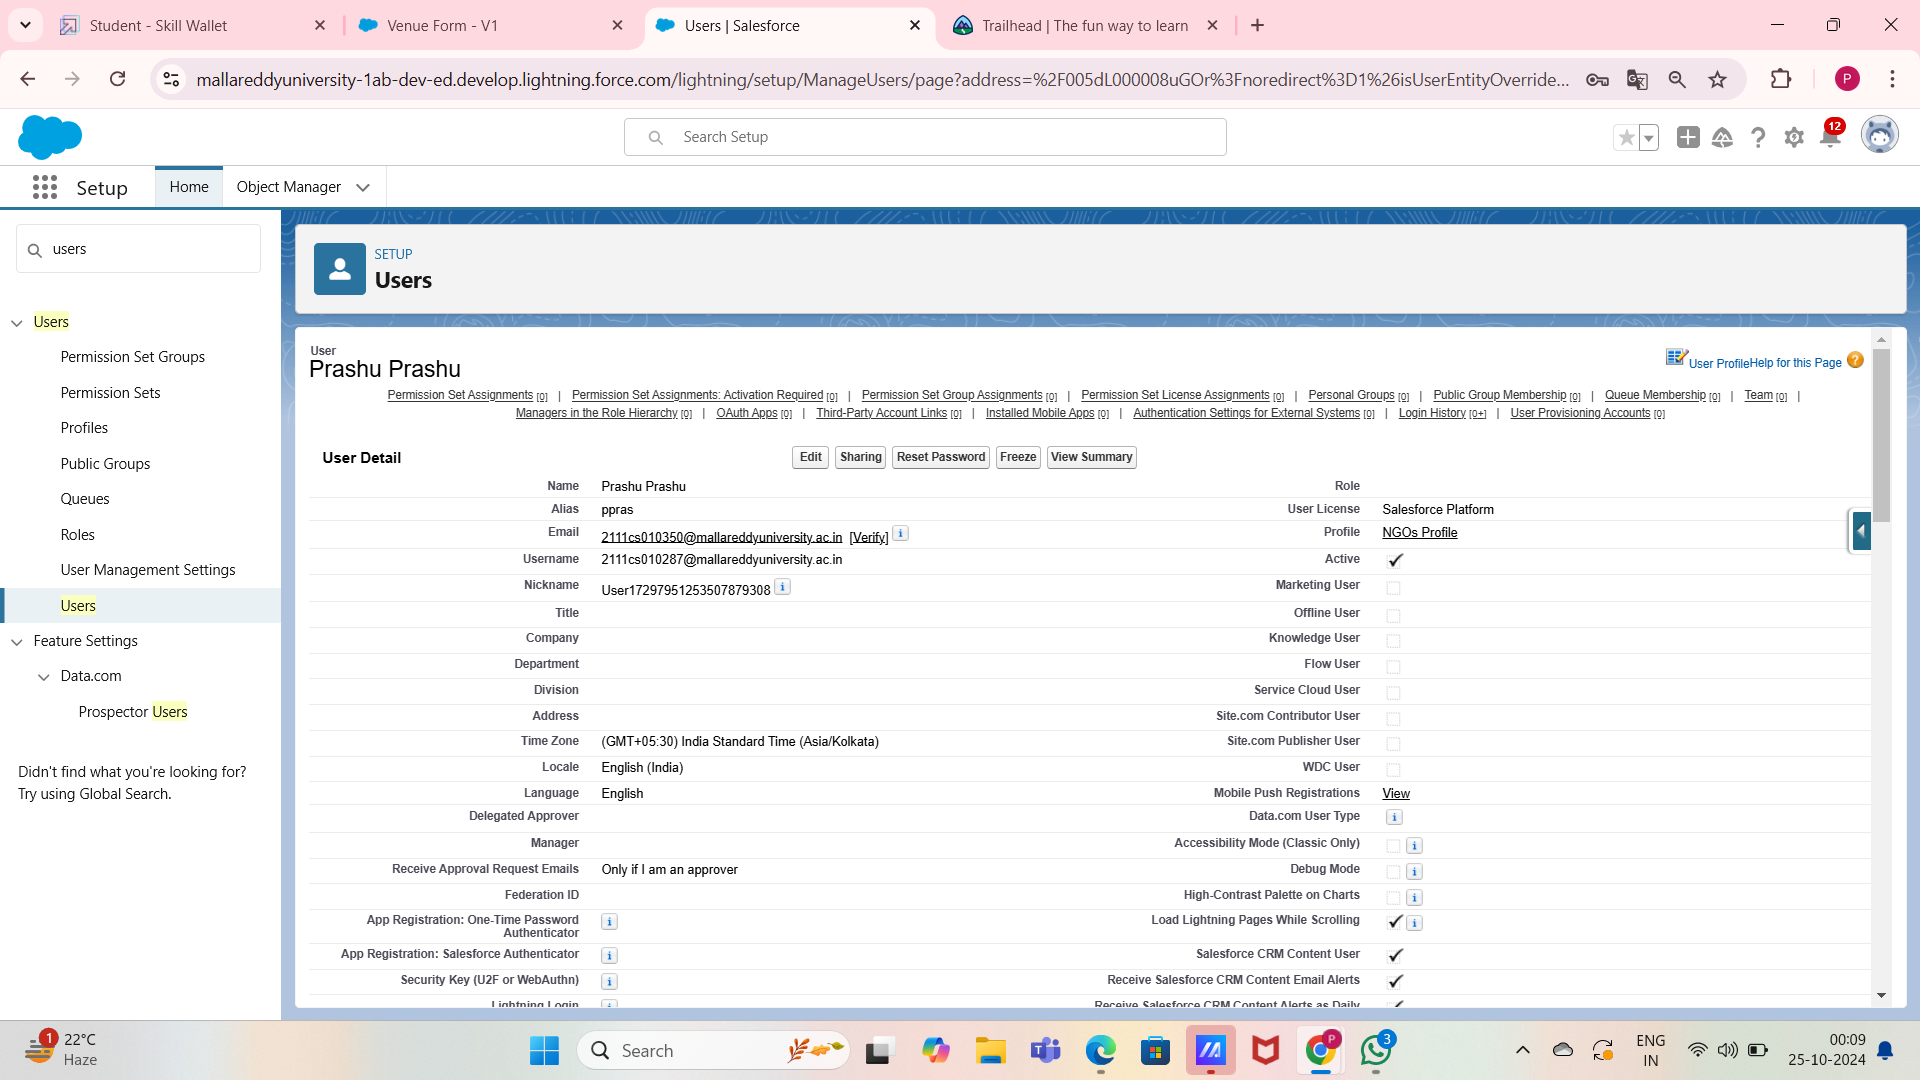 Student - Skill Wallet
Venue Form - V1
Users | Salesforce
Trailhead | The fun way to learn
mallareddyuniversity-1ab-dev-ed.develop.lightning.force.com/lightning/setup/ManageUsers/page?address=%2F005dL000008uGOr%3Fnoredirect%3D1%26isUserEntityOverride...
P
Search Setup
12
Setup
Home
Object Manager
users
Users
Permission Set Groups
Permission Sets
Profiles
Public Groups
Queues
Roles
User Management Settings
Users
Feature Settings
Data.com
Prospector Users
Didn't find what you're looking for?
Try using Global Search.
SETUP
Users
User
Prashu Prashu
User Profile Help for this Page ?
Permission Set Assignments [0] | Permission Set Assignments: Activation Required [0] | Permission Set Group Assignments [0] | Permission Set License Assignments [0] | Personal Groups [0] | Public Group Membership [0] | Queue Membership [0] | Team [0] |
Managers in the Role Hierarchy [0] | OAuth Apps [0] | Third-Party Account Links [0] | Installed Mobile Apps [0] | Authentication Settings for External Systems [0] | Login History [0+] | User Provisioning Accounts [0]
User Detail
Edit Sharing Reset Password Freeze View Summary
Name Prashu Prashu Role
Alias ppras User License Salesforce Platform
Email 2111cs010350@mallareddyuniversity.ac.in [Verify] i Profile NGOs Profile
Username 2111cs010287@mallareddyuniversity.ac.in Active
Nickname User17297951253507879308 i Marketing User
Title Offline User
Company Knowledge User
Department Flow User
Division Service Cloud User
Address Site.com Contributor User
Time Zone (GMT+05:30) India Standard Time (Asia/Kolkata) Site.com Publisher User
Locale English (India) WDC User
Language English Mobile Push Registrations View
Delegated Approver Data.com User Type i
Manager Accessibility Mode (Classic Only) i
Receive Approval Request Emails Only if I am an approver Debug Mode i
Federation ID High-Contrast Palette on Charts i
App Registration: One-Time Password
Authenticator i Load Lightning Pages While Scrolling i
App Registration: Salesforce Authenticator i Salesforce CRM Content User
Security Key (U2F or WebAuthn) i Receive Salesforce CRM Content Email Alerts
Lightning Login i Receive Salesforce CRM Content Alerts as Daily
1
22°C
Haze
Search
P
3
ENG
IN
00:09
25-10-2024